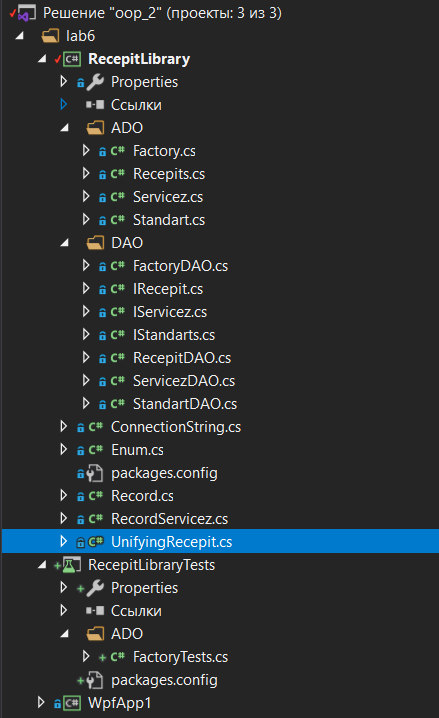 Решение "oop_2" (проекты: 3 из 3)
lab6
C# RecepitLibrary
Properties
Ссылки
ADO
C# Factory.cs
C# Recepits.cs
C# Servicez.cs
C# Standart.cs
DAO
C# FactoryDAO.cs
C# IRecepit.cs
C# IServicez.cs
C# IStandarts.cs
C# RecepitDAO.cs
C# ServicezDAO.cs
C# StandartDAO.cs
C# ConnectionString.cs
C# Enum.cs
packages.config
C# Record.cs
C# RecordServicez.cs
C# UnifyingRecepit.cs
RecepitLibraryTests
Properties
Ссылки
ADO
C# FactoryTests.cs
packages.config
C# WpfApp1